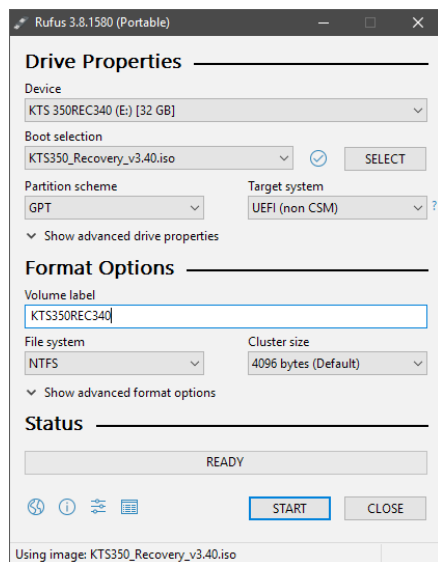 Rufus 3.8.1580 (Portable)
Drive Properties
Device
KTS 350REC340 (E:) [32 GB]
Boot selection
KTS350_Recovery_v3.40.iso
SELECT
Partition scheme Target system
GPT UEFI (non CSM) ?
Show advanced drive properties
Format Options
Volume label
KTS350REC340
File system Cluster size
NTFS 4096 bytes (Default)
Show advanced format options
Status
READY
START CLOSE
Using image: KTS350_Recovery_v3.40.iso